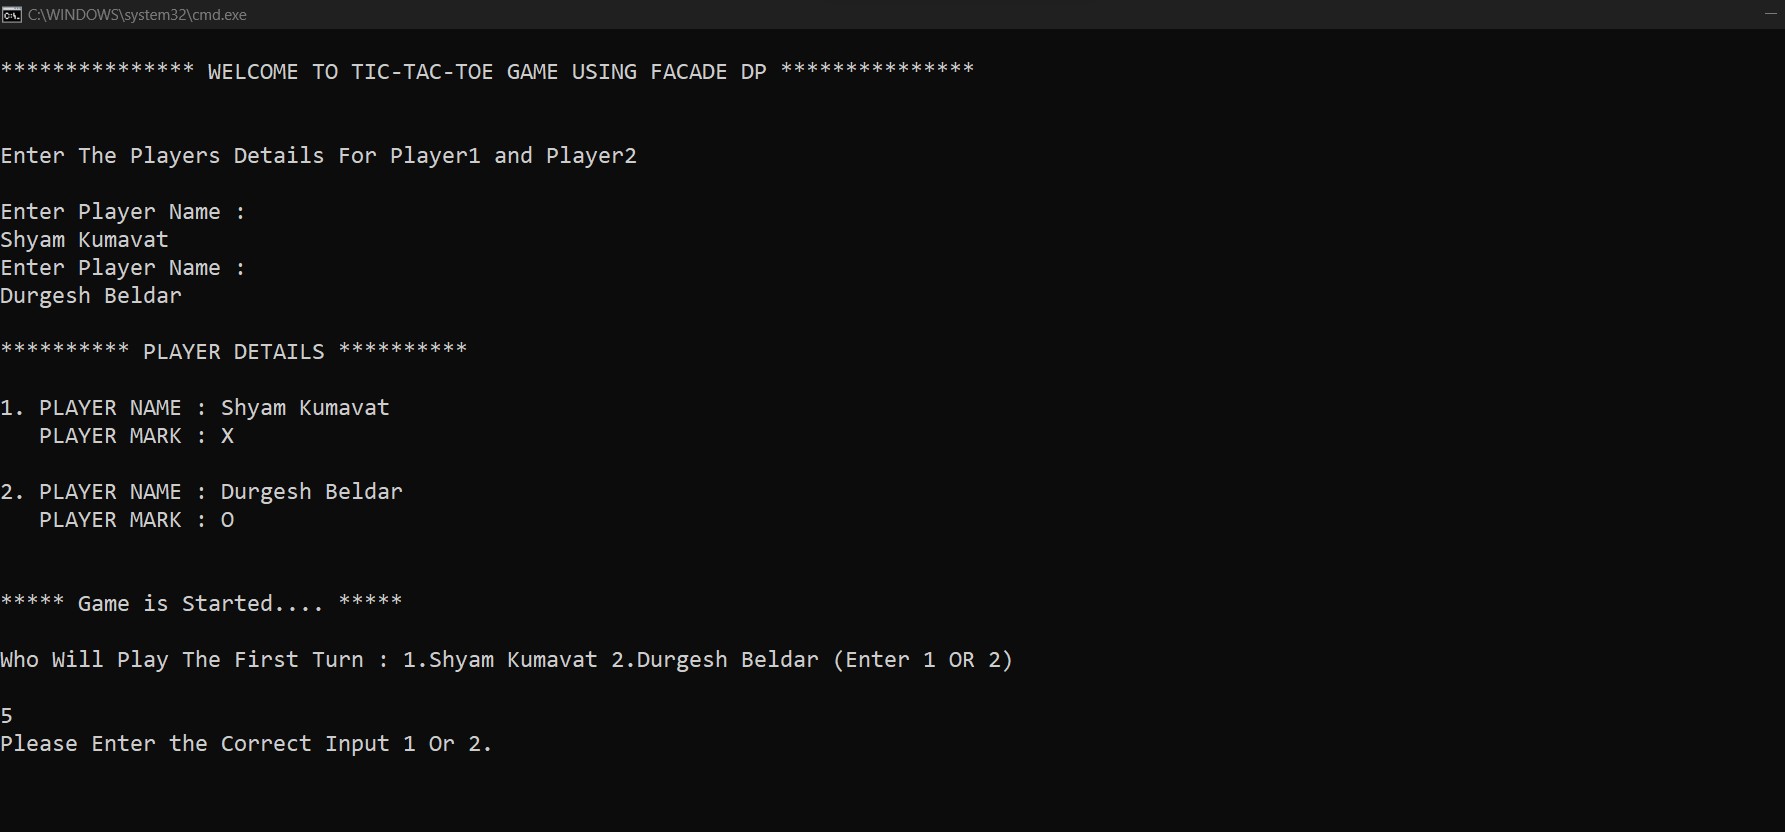 C:\WINDOWS\system32\cmd.exe
*************** WELCOME TO TIC-TAC-TOE GAME USING FACADE DP ***************
Enter The Players Details For Player1 and Player2
Enter Player Name :
Shyam Kumavat
Enter Player Name :
Durgesh Beldar
********** PLAYER DETAILS **********
1. PLAYER NAME : Shyam Kumavat
   PLAYER MARK : X
2. PLAYER NAME : Durgesh Beldar
   PLAYER MARK : O
***** Game is Started.... *****
Who Will Play The First Turn : 1.Shyam Kumavat 2.Durgesh Beldar (Enter 1 OR 2)
5
Please Enter the Correct Input 1 Or 2.